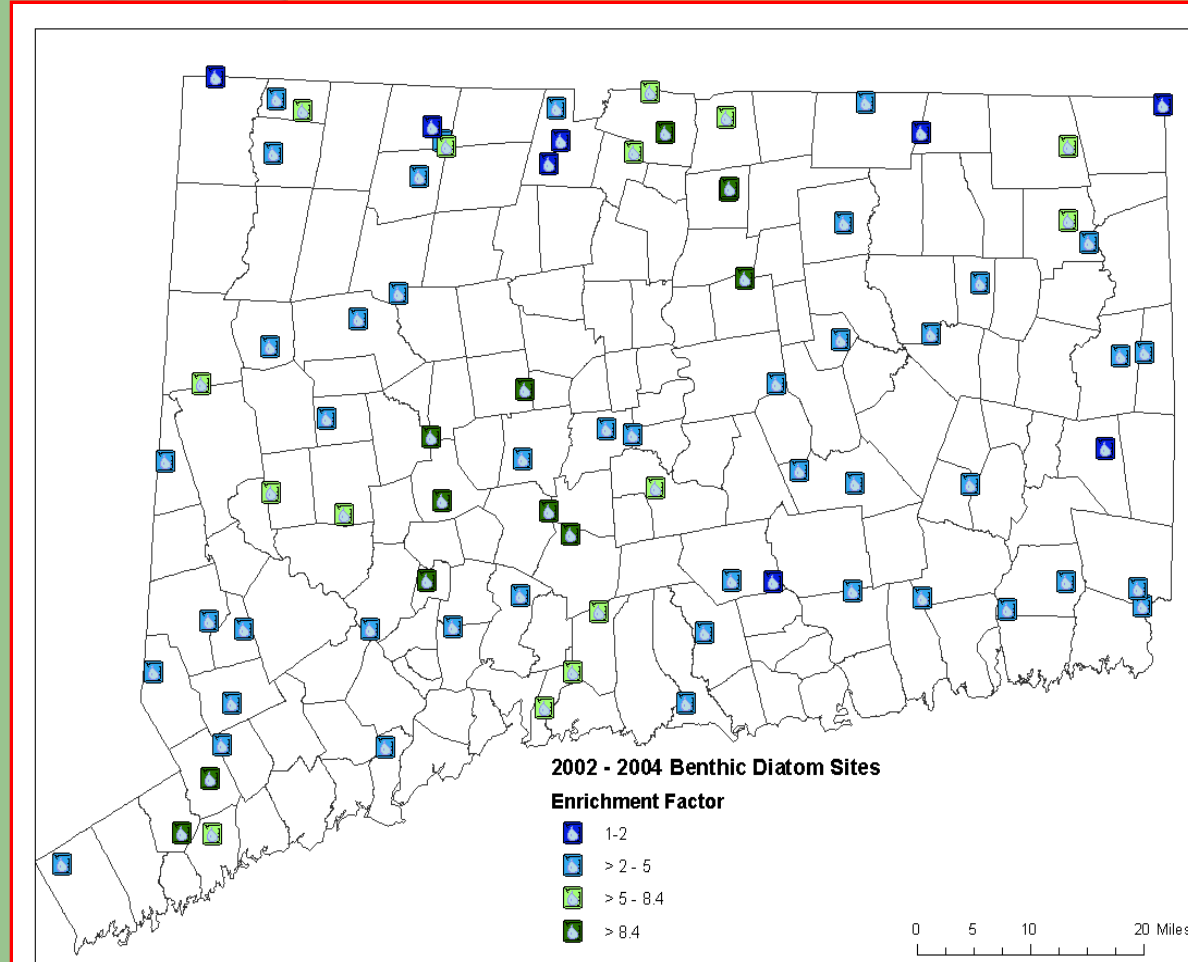 2002 - 2004 Benthic Diatom Sites
Enrichment Factor
1-2
> 2 - 5
> 5 - 8.4
> 8.4
0 5 10 20 Miles